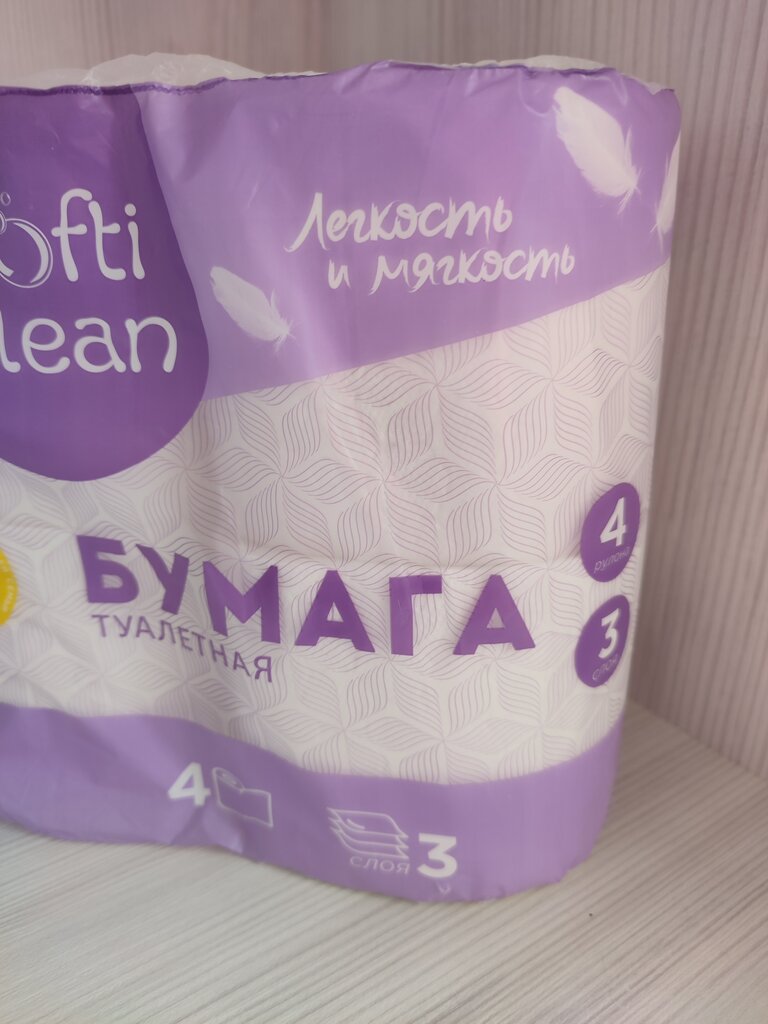 ofti
lean
Легкость
и мягкость
БУМАГА
ТУАЛЕТНАЯ
4
рулона
3
слоя
4
СЛОЯ 3